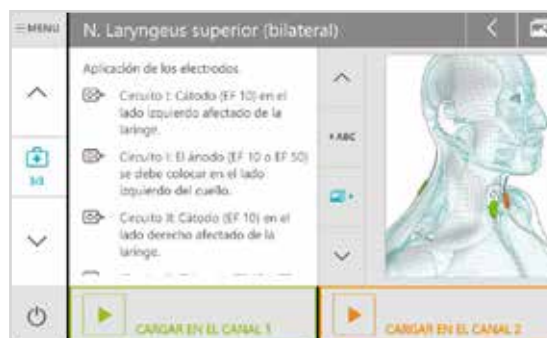 MENU
N. Laryngeus superior (bilateral)
Aplicación de los electrodos
Circuito I: Cátodo (EF 10) en el
lado izquierdo afectado de la
laringe.
Circuito I: El ánodo (EF 10 o EF 50)
se debe colocar en el lado
izquierdo del cuello.
Circuito II: Cátodo (EF 10) en el
lado derecho afectado de la
laringe.
ABC
3/3
CARGAR EN EL CANAL 1
CARGAR EN EL CANAL 2